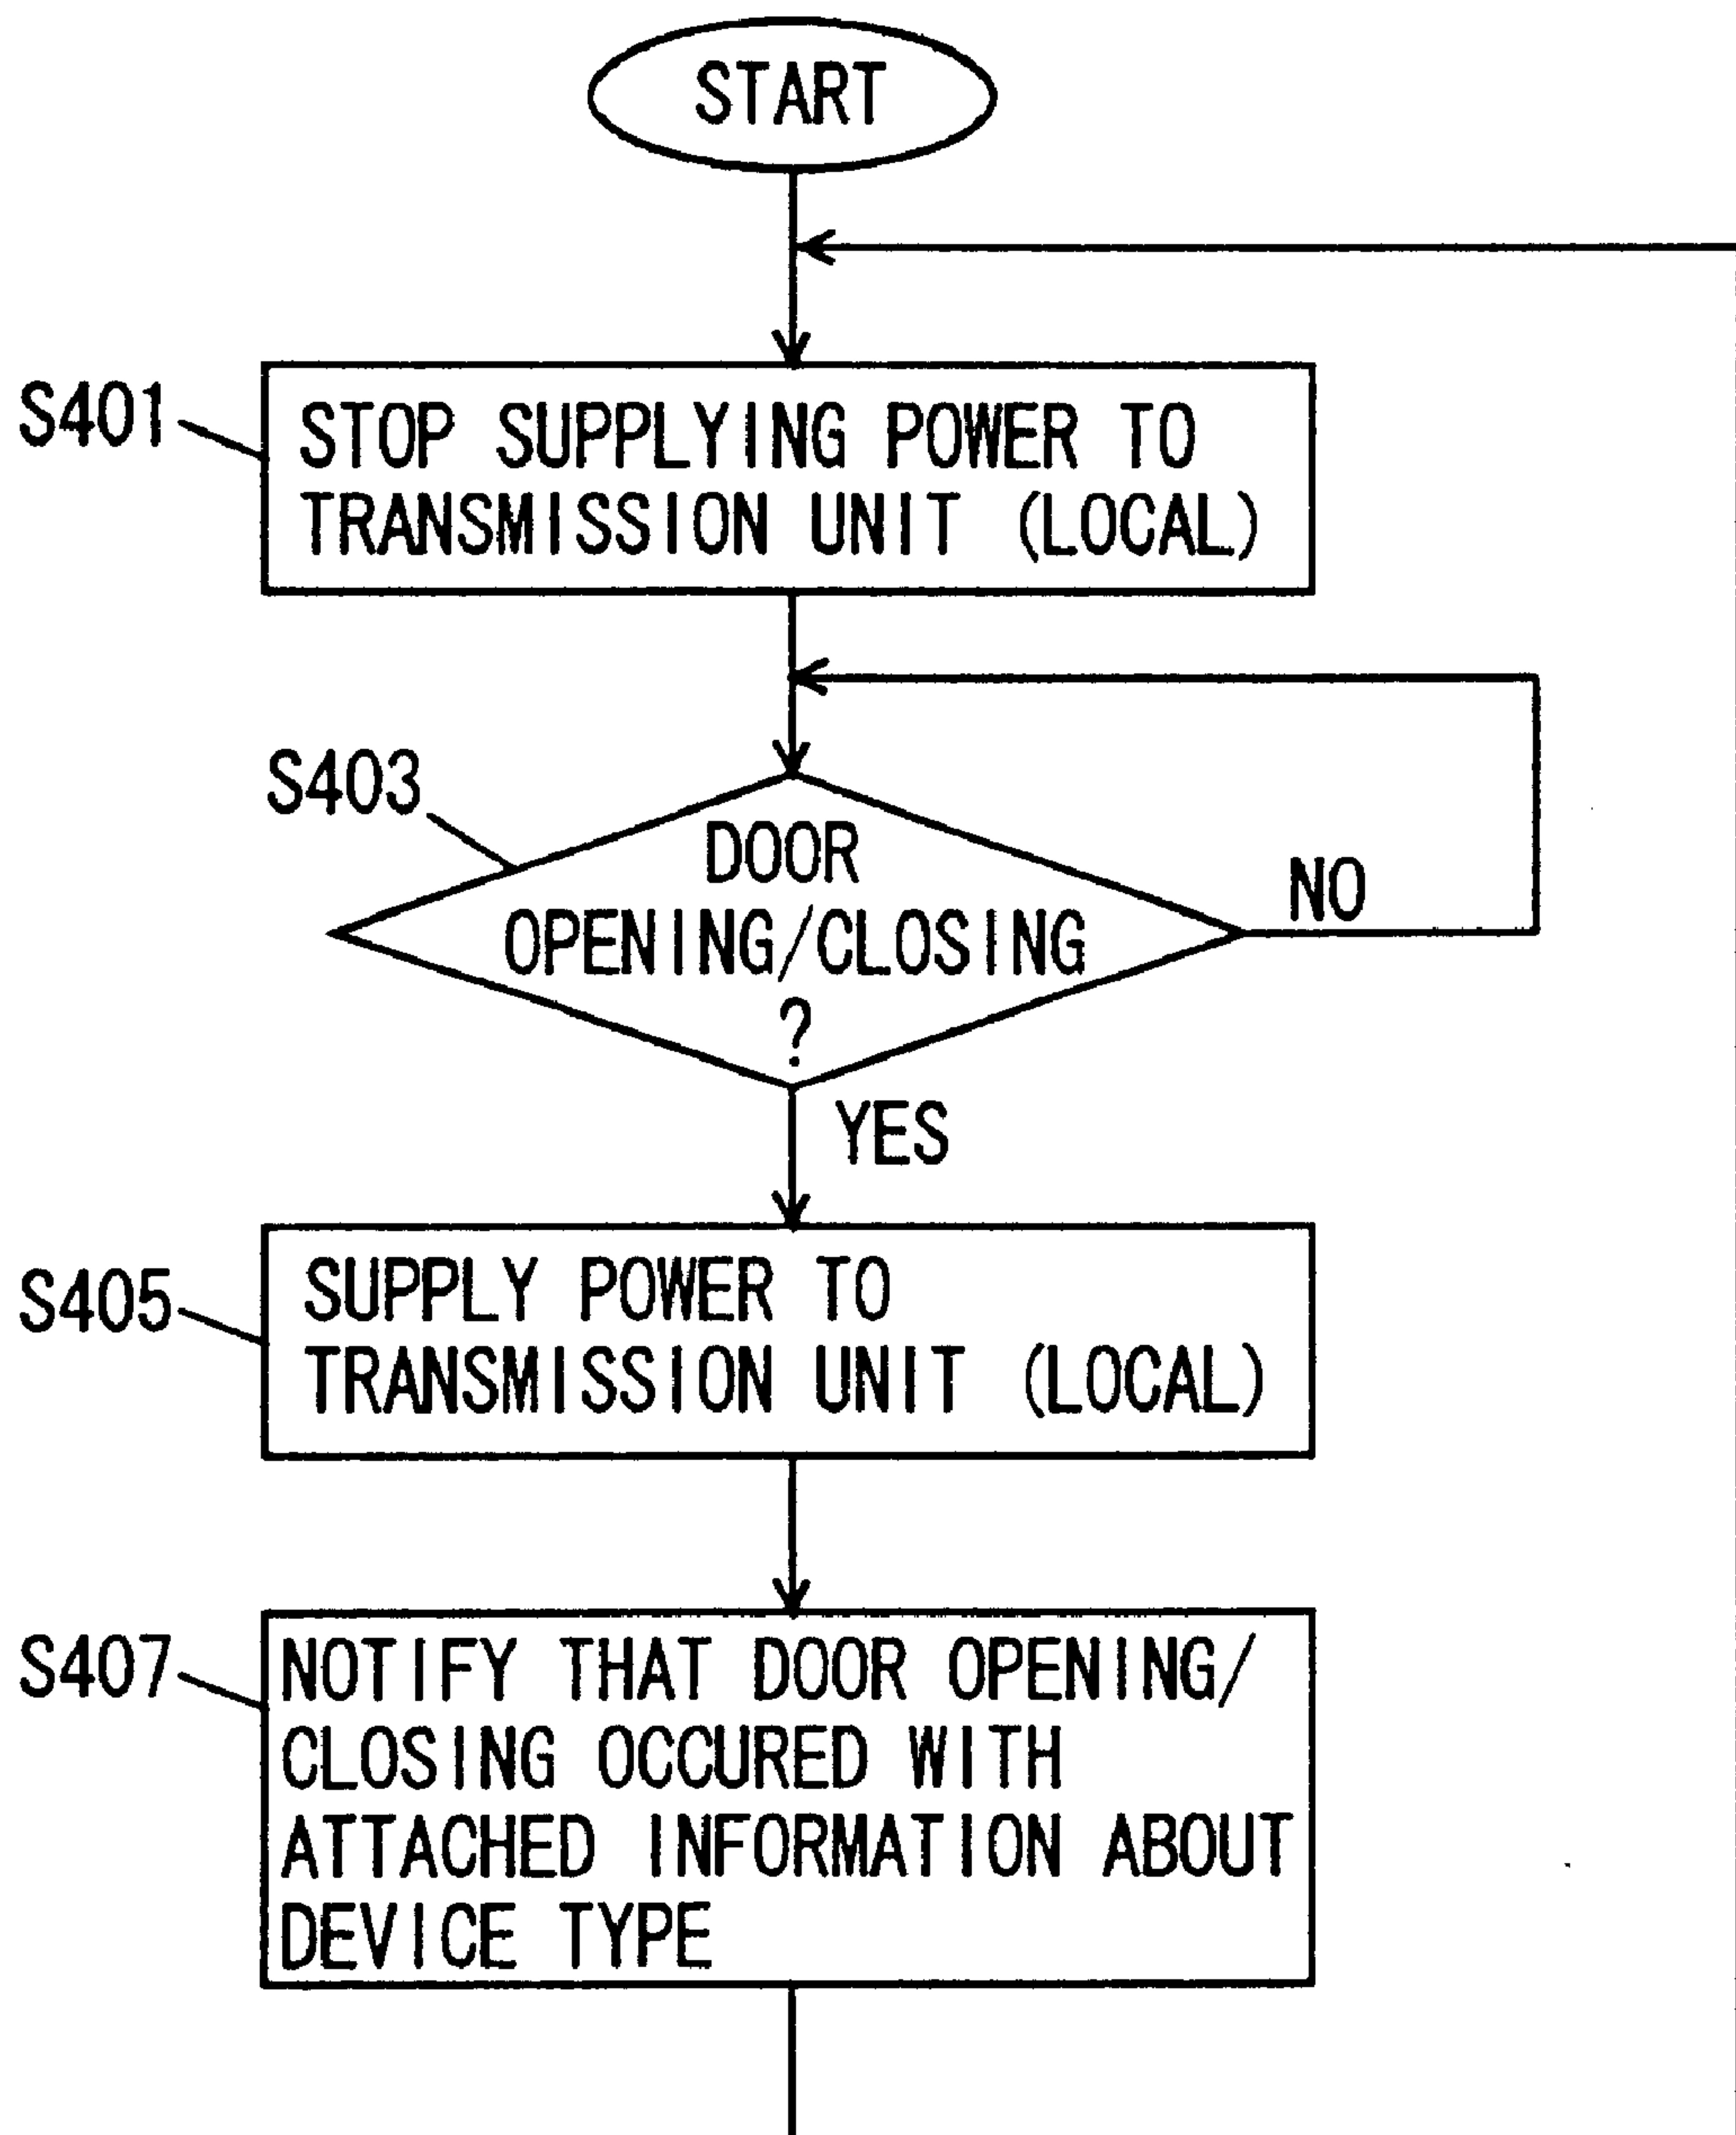 START
S401
STOP SUPPLYING POWER TO
TRANSMISSION UNIT (LOCAL)
S403
DOOR
OPENING/CLOSING
?
NO
YES
S405
SUPPLY POWER TO
TRANSMISSION UNIT (LOCAL)
S407
NOTIFY THAT DOOR OPENING/
CLOSING OCCURED WITH
ATTACHED INFORMATION ABOUT
DEVICE TYPE